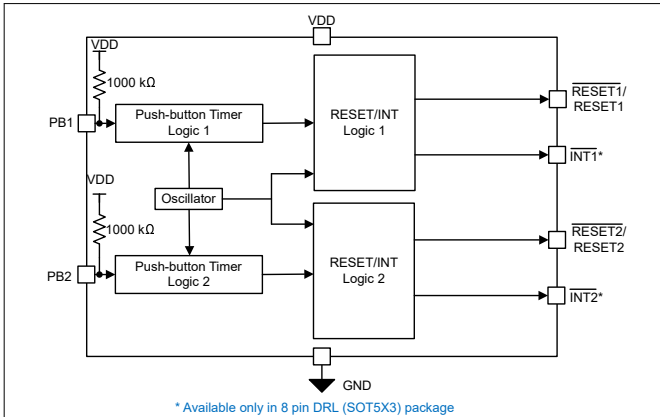 VDD
VDD
1000 kΩ
PB1
Push-button Timer
Logic 1
RESET/INT
Logic 1
RESET1/
RESET1
INT1*
VDD
1000 kΩ
Oscillator
PB2
Push-button Timer
Logic 2
RESET/INT
Logic 2
RESET2/
RESET2
INT2*
GND
* Available only in 8 pin DRL (SOT5X3) package